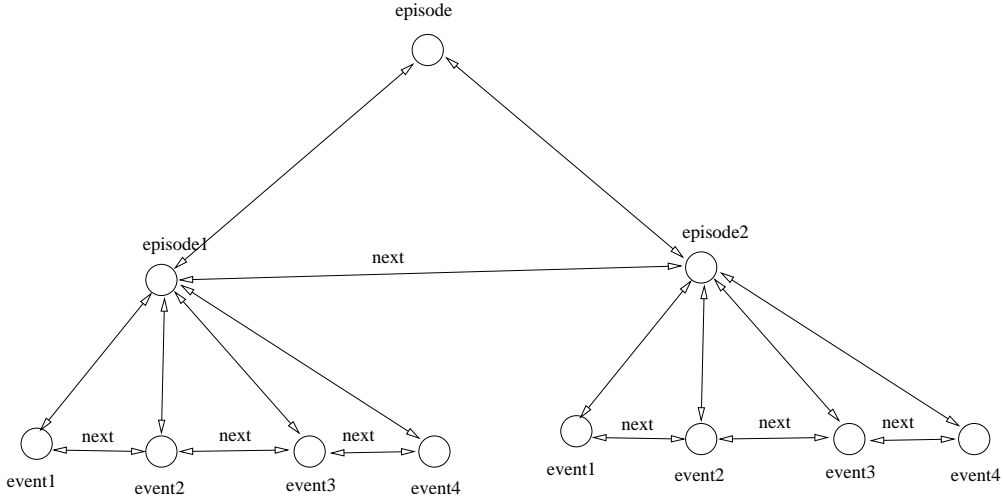 episode
episode1
episode2
next
next
next
next
next
next
next
event1
event2
event3
event4
event1
event2
event3
event4